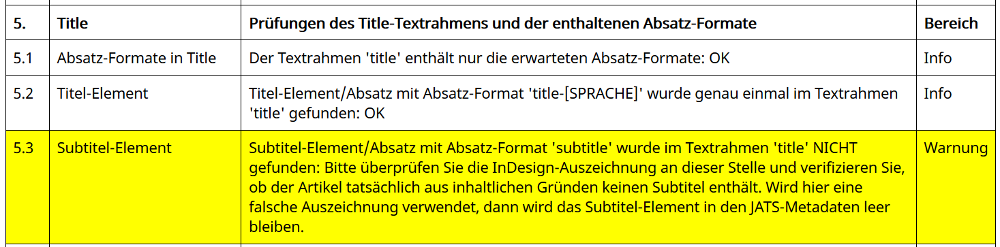 5. Title Prüfungen des Title-Textrahmens und der enthaltenen Absatz-Formate Bereich
5.1 Absatz-Formate in Title Der Textrahmen 'title' enthält nur die erwarteten Absatz-Formate: OK Info
5.2 Titel-Element Titel-Element/Absatz mit Absatz-Format 'title-[SPRACHE]' wurde genau einmal im Textrahmen Info
'title' gefunden: OK
5.3 Subtitel-Element Subtitel-Element/Absatz mit Absatz-Format 'subtitle' wurde im Textrahmen 'title' NICHT Warnung
gefunden: Bitte überprüfen Sie die InDesign-Auszeichnung an dieser Stelle und verifizieren Sie,
ob der Artikel tatsächlich aus inhaltlichen Gründen keinen Subtitel enthält. Wird hier eine
falsche Auszeichnung verwendet, dann wird das Subtitel-Element in den JATS-Metadaten leer
bleiben.